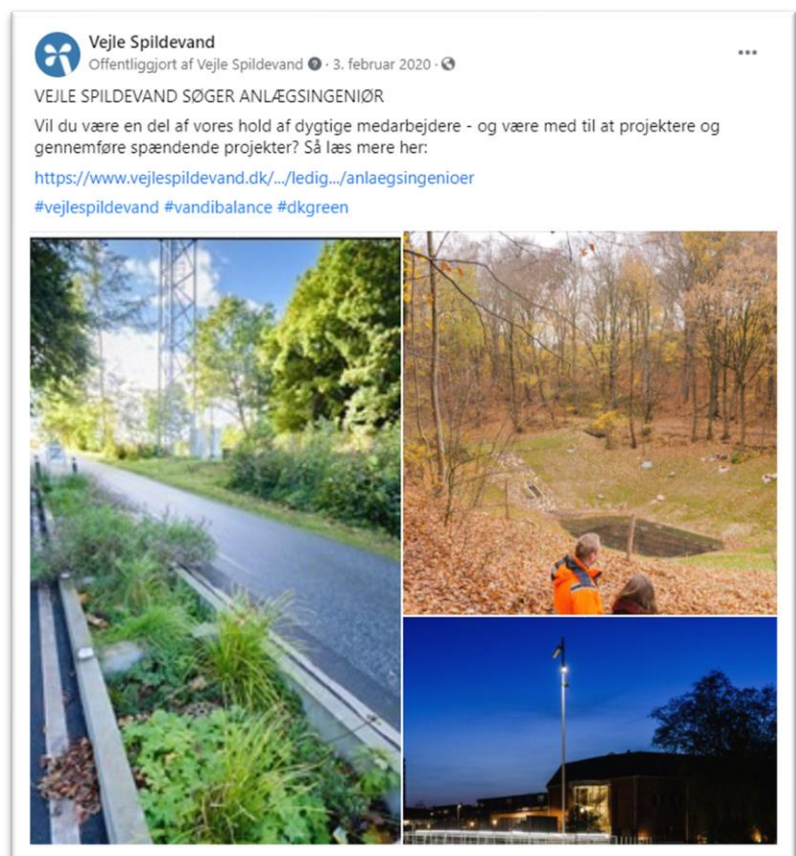 Vejle Spildevand
Offentliggjort af Vejle Spildevand · 3. februar 2020 ·
VEJLE SPILDEVAND SØGER ANLÆGSINGENIØR
Vil du være en del af vores hold af dygtige medarbejdere - og være med til at projektere og
gennemføre spændende projekter? Så læs mere her:
https://www.vejlespildevand.dk/.../ledig.../anlaegsingenioer
#vejlespildevand #vandibalance #dkgreen